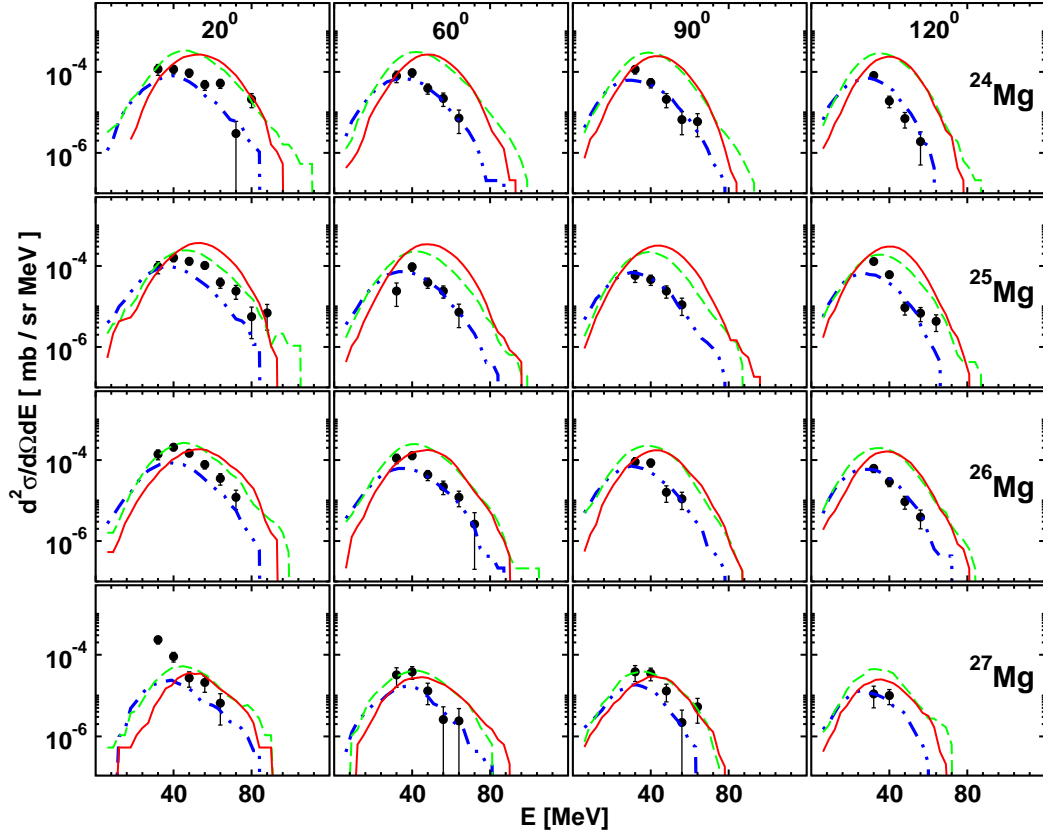 20⁰ 60⁰ 90⁰ 120⁰
10⁻⁴
10⁻⁶
²⁴Mg
10⁻⁴
10⁻⁶
²⁵Mg
10⁻⁴
10⁻⁶
²⁶Mg
10⁻⁴
10⁻⁶
²⁷Mg
d²σ/dΩdE [ mb / sr MeV]
40 80 40 80 40 80 40 80
E [MeV]